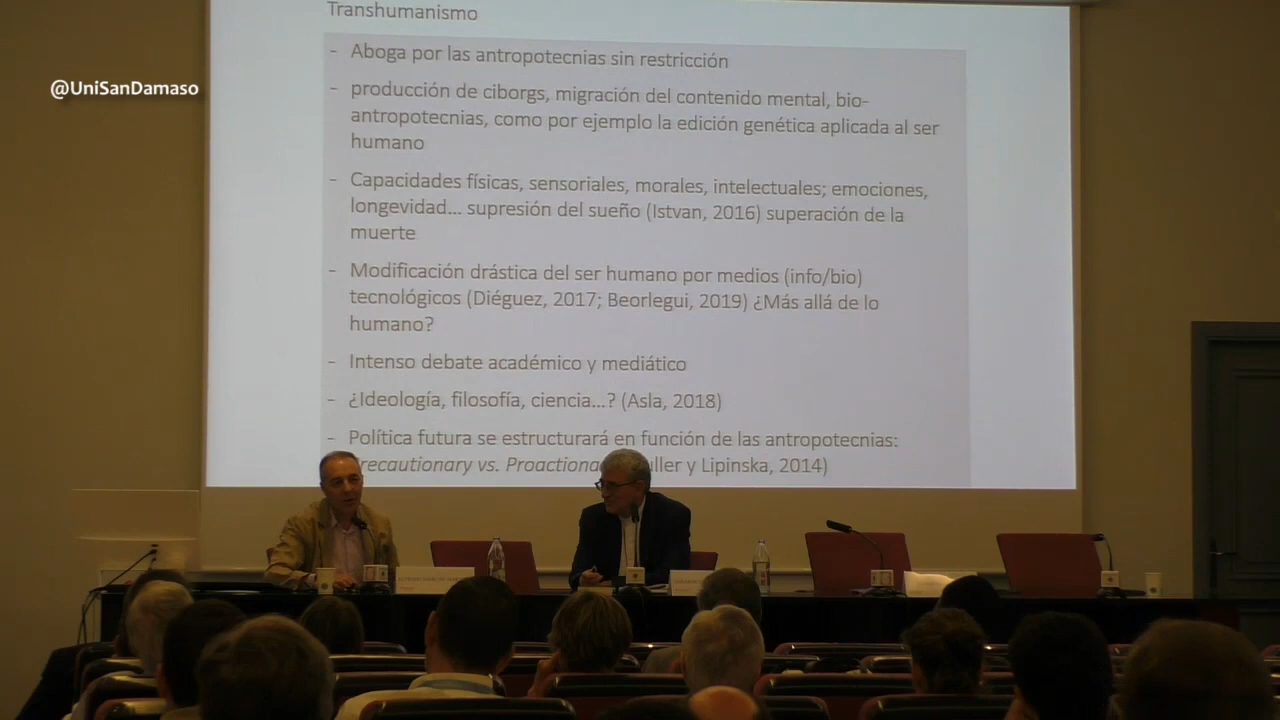 Transhumanismo
@UniSanDamaso
- Aboga por las antropotecnias sin restricción
- producción de ciborgs, migración del contenido mental, bio-
antropotecnias, como por ejemplo la edición genética aplicada al ser
humano
- Capacidades físicas, sensoriales, morales, intelectuales; emociones,
longevidad... supresión del sueño (Istvan, 2016) superación de la
muerte
- Modificación drástica del ser humano por medios (info/bio)
tecnológicos (Diéguez, 2017; Beorlegui, 2019) ¿Más allá de lo
humano?
- Intenso debate académico y mediático
- ¿Ideología, filosofía, ciencia...? (Asla, 2018)
- Política futura se estructurará en función de las antropotecnias:
recautionary vs. Proactiona uller y Lipinska, 2014)